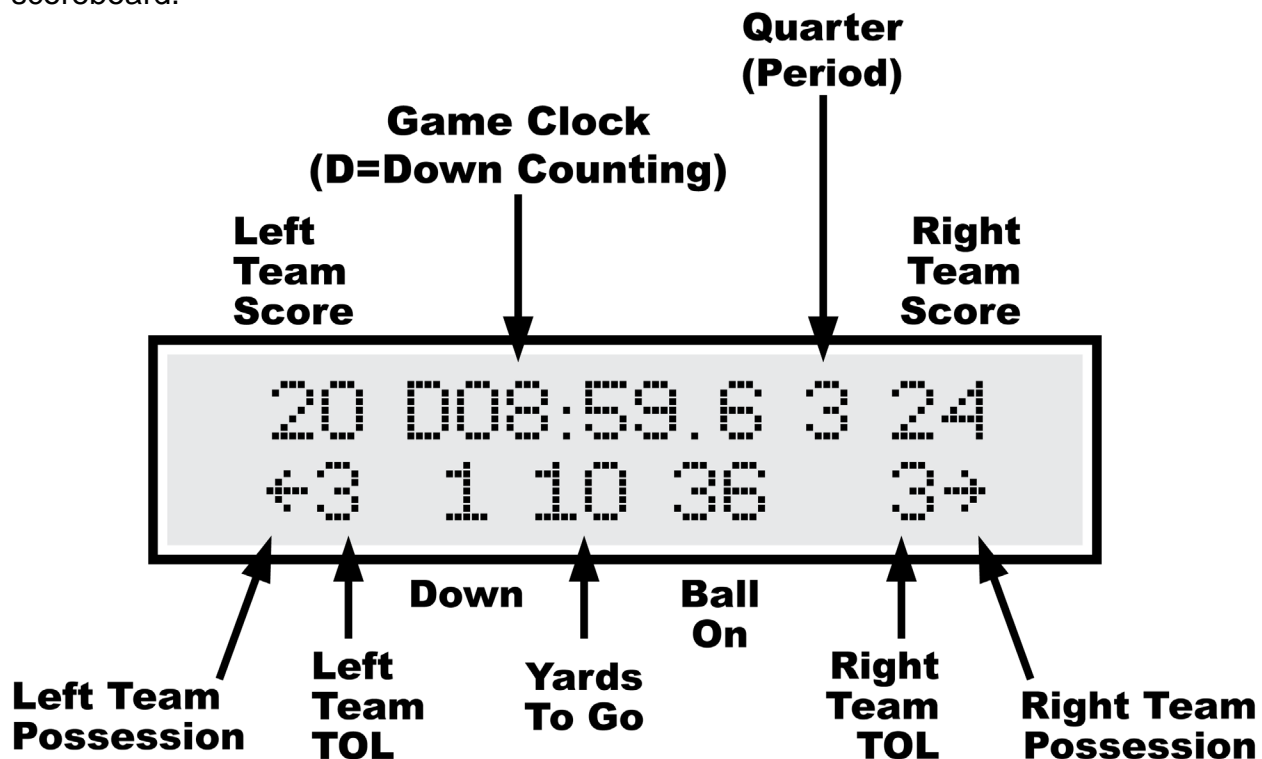 scoreboard.
Quarter
(Period)
Game Clock
(D=Down Counting)
Left
Team
Score
Right
Team
Score
20 D08:59.6 3 24
←3 1 10 36 3→
Down
Ball
On
Left Team
Possession
Left
Team
TOL
Yards
To Go
Right
Team
TOL
Right Team
Possession